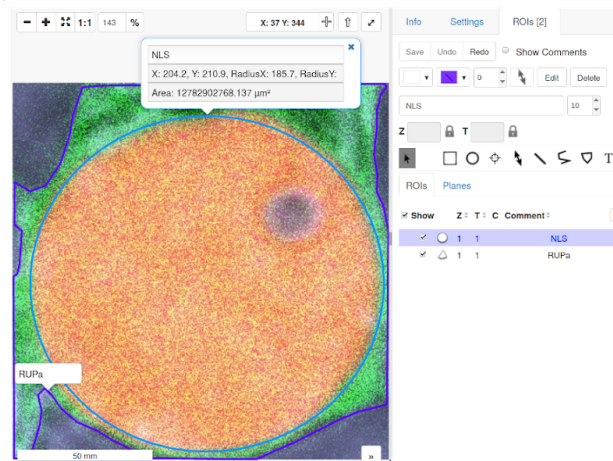 1:1 143 % X: 37 Y: 344
Info Settings ROIs [2]
Save Undo Redo Show Comments
0 Edit Delete
NLS 10
Z T
T
ROIs Planes
Show Z T C Comment
1 1 NLS
1 1 RUPa
NLS
X: 204.2, Y: 210.9, RadiusX: 185.7, RadiusY:
Area: 12782902768.137 µm²
RUPa
50 mm